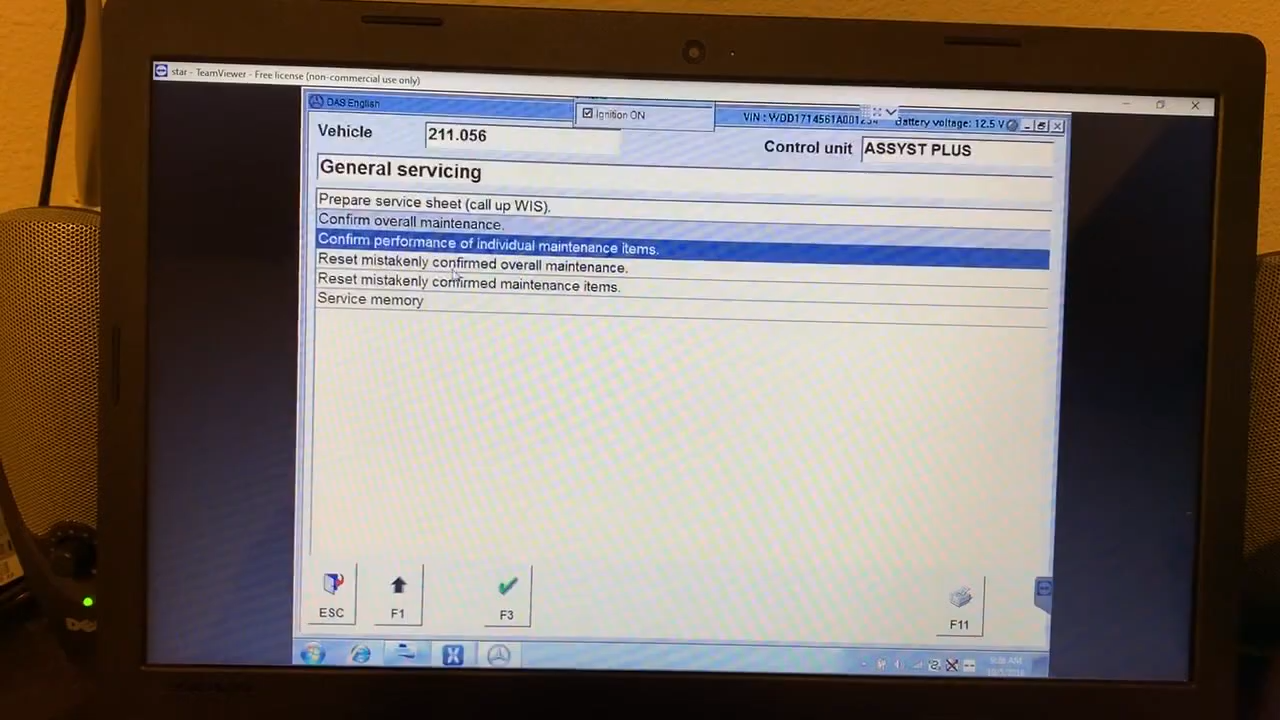 star - TeamViewer - Free license (non-commercial use only)
DAS English
Ignition ON
VIN : WDD1714561A001234
Battery voltage: 12.5 V
Vehicle
211.056
Control unit
ASSYST PLUS
General servicing
Prepare service sheet (call up WIS).
Confirm overall maintenance.
Confirm performance of individual maintenance items.
Reset mistakenly confirmed overall maintenance.
Reset mistakenly confirmed maintenance items.
Service memory
ESC
F1
F3
F11